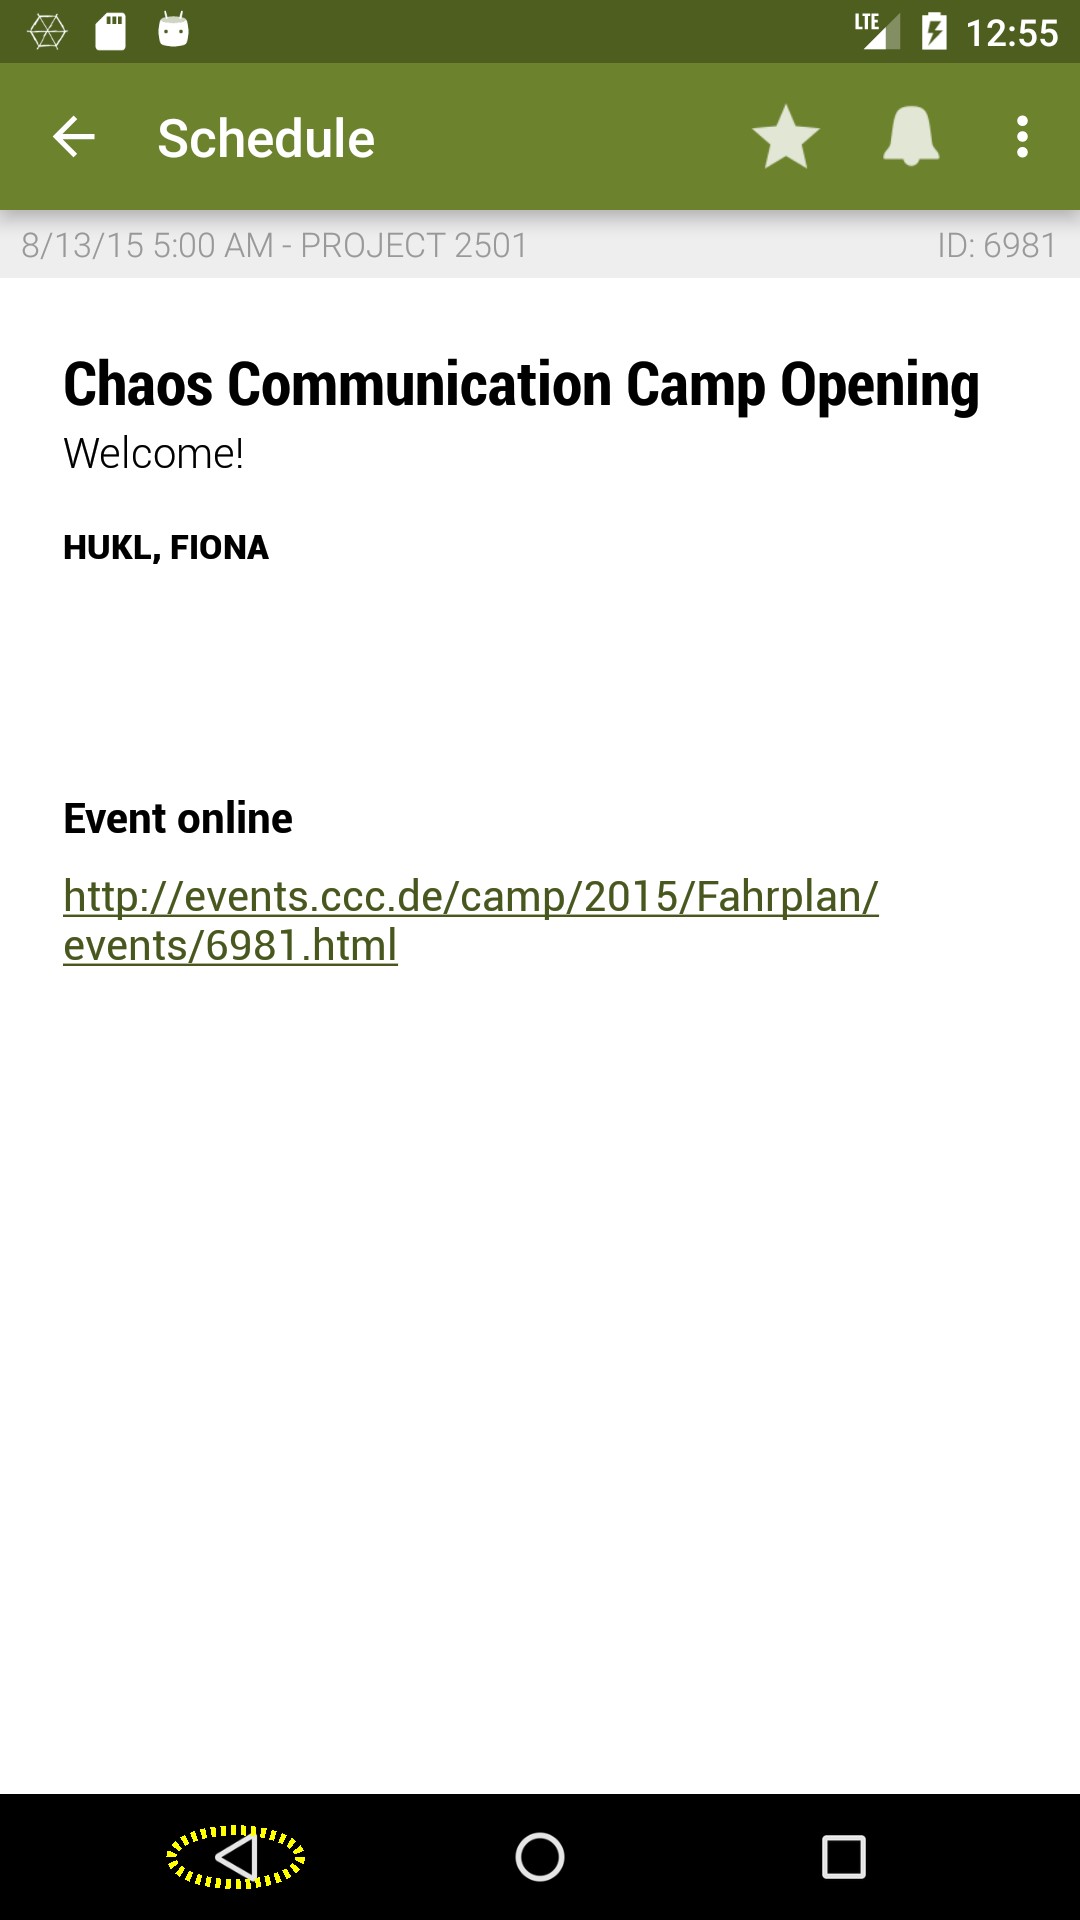 LTE 12:55
Schedule
8/13/15 5:00 AM - PROJECT 2501 ID: 6981
Chaos Communication Camp Opening
Welcome!
HUKL, FIONA
Event online
http://events.ccc.de/camp/2015/Fahrplan/
events/6981.html